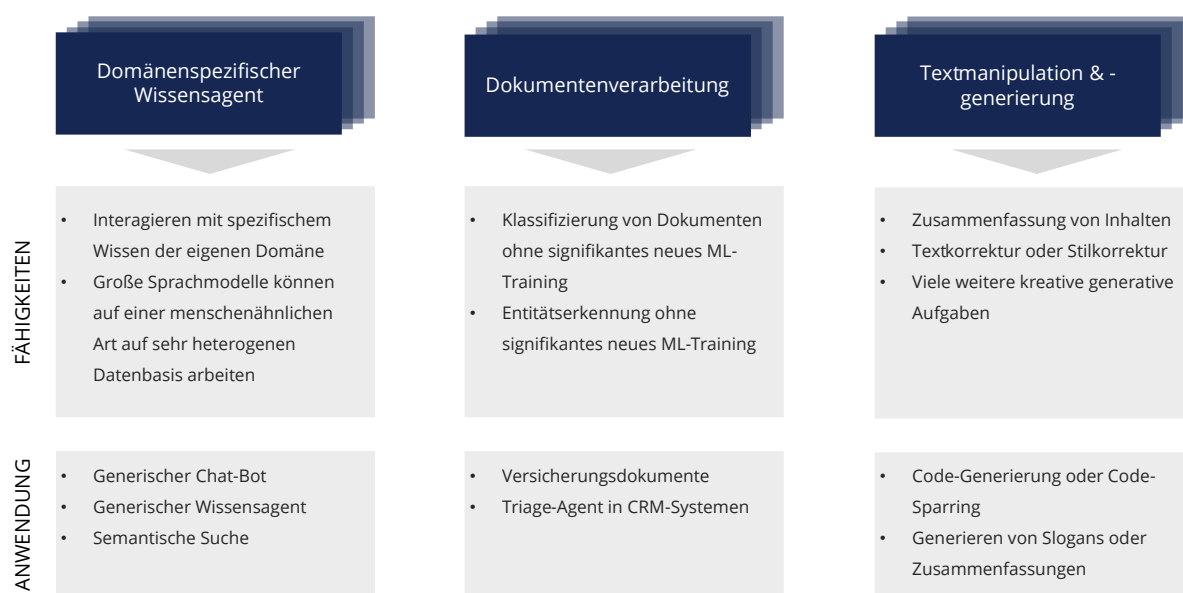 Domänenspezifischer
Wissensagent
Dokumentenverarbeitung
Textmanipulation & -
generierung
FÄHIGKEITEN
• Interagieren mit spezifischem
Wissen der eigenen Domäne
• Große Sprachmodelle können
auf einer menschenähnlichen
Art auf sehr heterogenen
Datenbasis arbeiten
• Klassifizierung von Dokumenten
ohne signifikantes neues ML-
Training
• Entitätserkennung ohne
signifikantes neues ML-Training
• Zusammenfassung von Inhalten
• Textkorrektur oder Stilkorrektur
• Viele weitere kreative generative
Aufgaben
ANWENDUNG
• Generischer Chat-Bot
• Generischer Wissensagent
• Semantische Suche
• Versicherungsdokumente
• Triage-Agent in CRM-Systemen
• Code-Generierung oder Code-
Sparring
• Generieren von Slogans oder
Zusammenfassungen